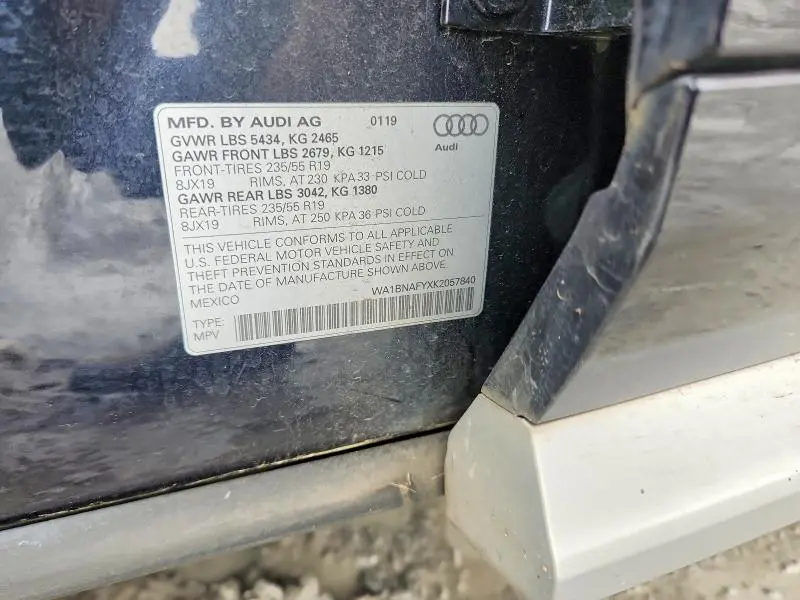 MFD. BY AUDI AG 0119
GVWR LBS 5434, KG 2465
GAWR FRONT LBS 2679, KG 1215
FRONT-TIRES 235/55 R19
8JX19 RIMS, AT 230 KPA 33 PSI COLD
GAWR REAR LBS 3042, KG 1380
REAR-TIRES 235/55 R19
8JX19 RIMS, AT 250 KPA 36 PSI COLD
Audi
THIS VEHICLE CONFORMS TO ALL APPLICABLE
U.S. FEDERAL MOTOR VEHICLE SAFETY AND
THEFT PREVENTION STANDARDS IN EFFECT ON
THE DATE OF MANUFACTURE SHOWN ABOVE.
MEXICO WA1BNAFYXK2057840
TYPE:
MPV